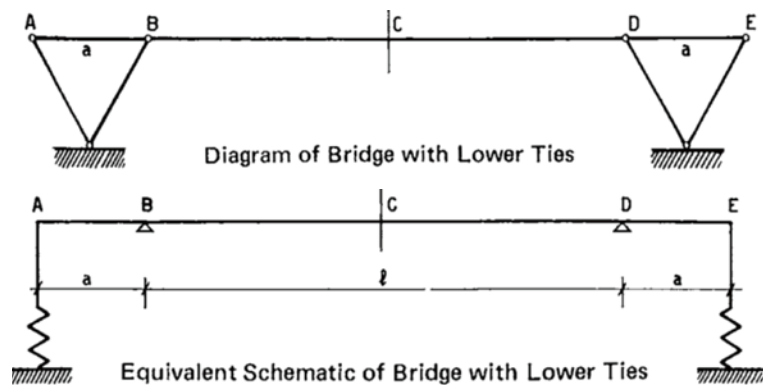 A B C D E
a a
Diagram of Bridge with Lower Ties
A B C D E
a ℓ a
Equivalent Schematic of Bridge with Lower Ties